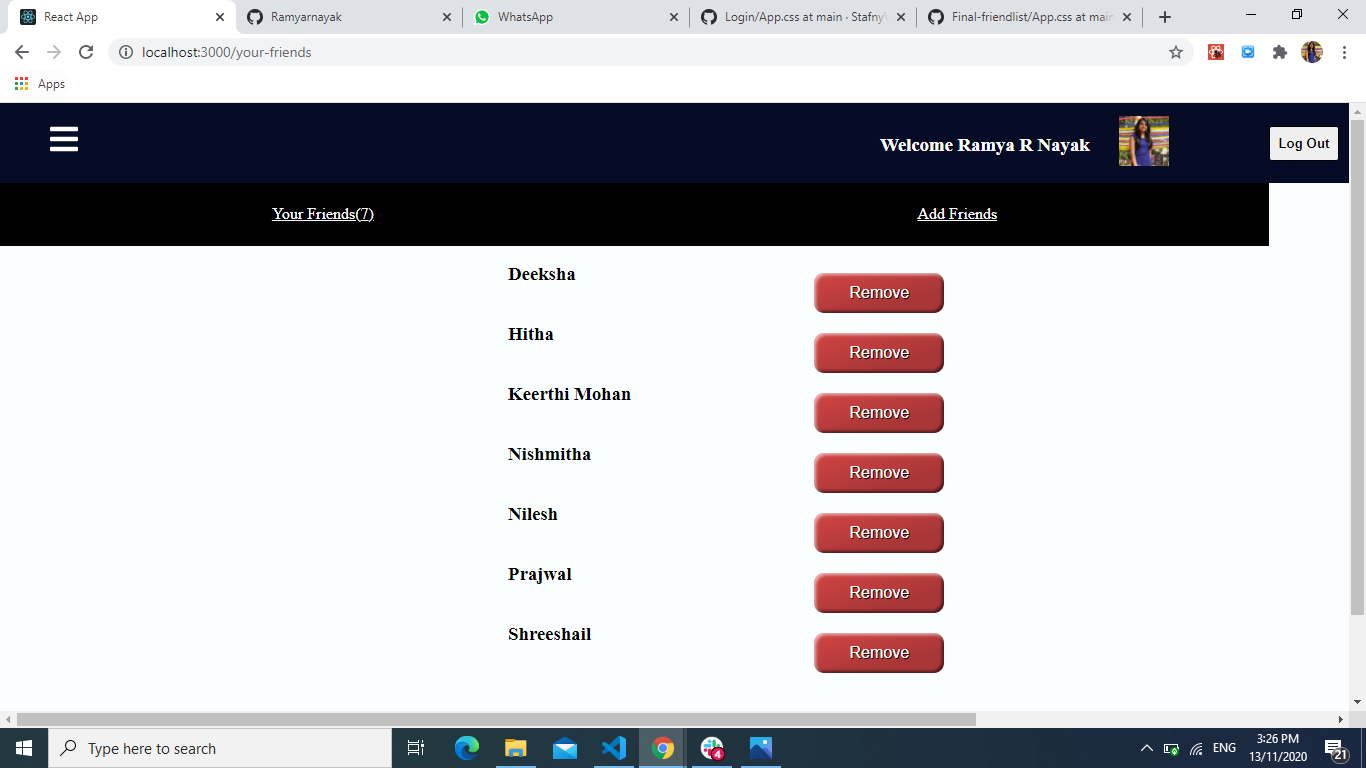 React App
Ramyarnayak
WhatsApp
Login/App.css at main · Stafny
Final-friendlist/App.css at main
localhost:3000/your-friends
Apps
Welcome Ramya R Nayak
Log Out
Your Friends(7)
Add Friends
Deeksha
Remove
Hitha
Remove
Keerthi Mohan
Remove
Nishmitha
Remove
Nilesh
Remove
Prajwal
Remove
Shreeshail
Remove
Type here to search
4
ENG
3:26 PM
13/11/2020
21